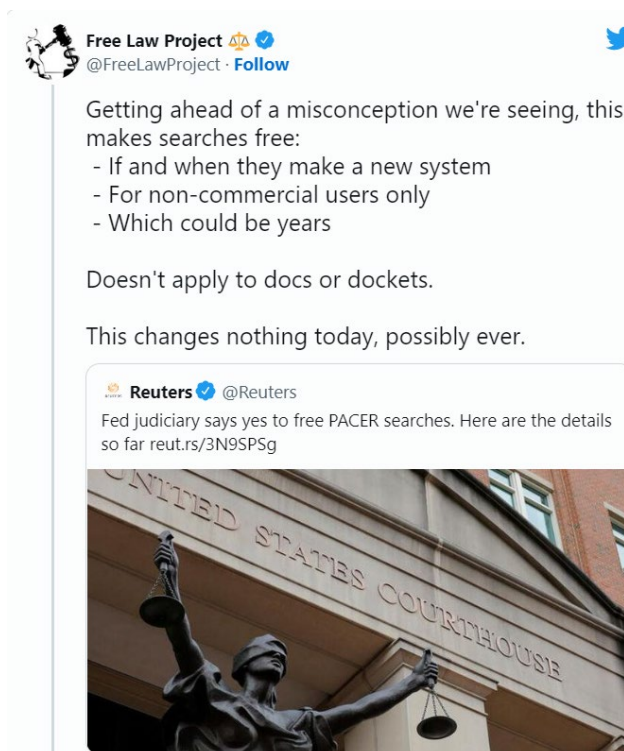 Free Law Project
@FreeLawProject · Follow
Getting ahead of a misconception we're seeing, this
makes searches free:
- If and when they make a new system
- For non-commercial users only
- Which could be years
Doesn't apply to docs or dockets.
This changes nothing today, possibly ever.
Reuters @Reuters
Fed judiciary says yes to free PACER searches. Here are the details
so far reut.rs/3N9SPSg
UNITED STATES COURTHOUSE